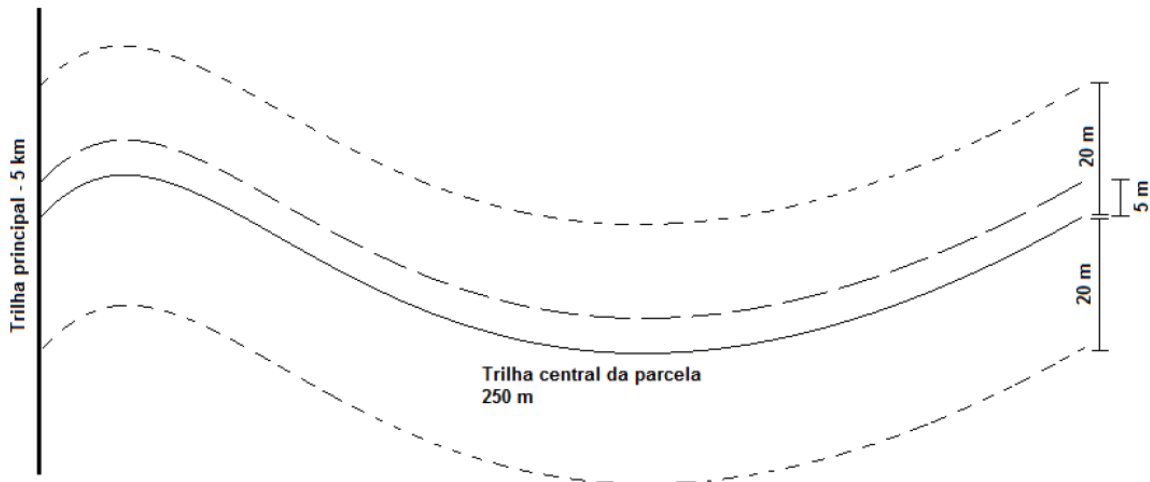 Trilha principal - 5 km
20 m
5 m
20 m
Trilha central da parcela
250 m